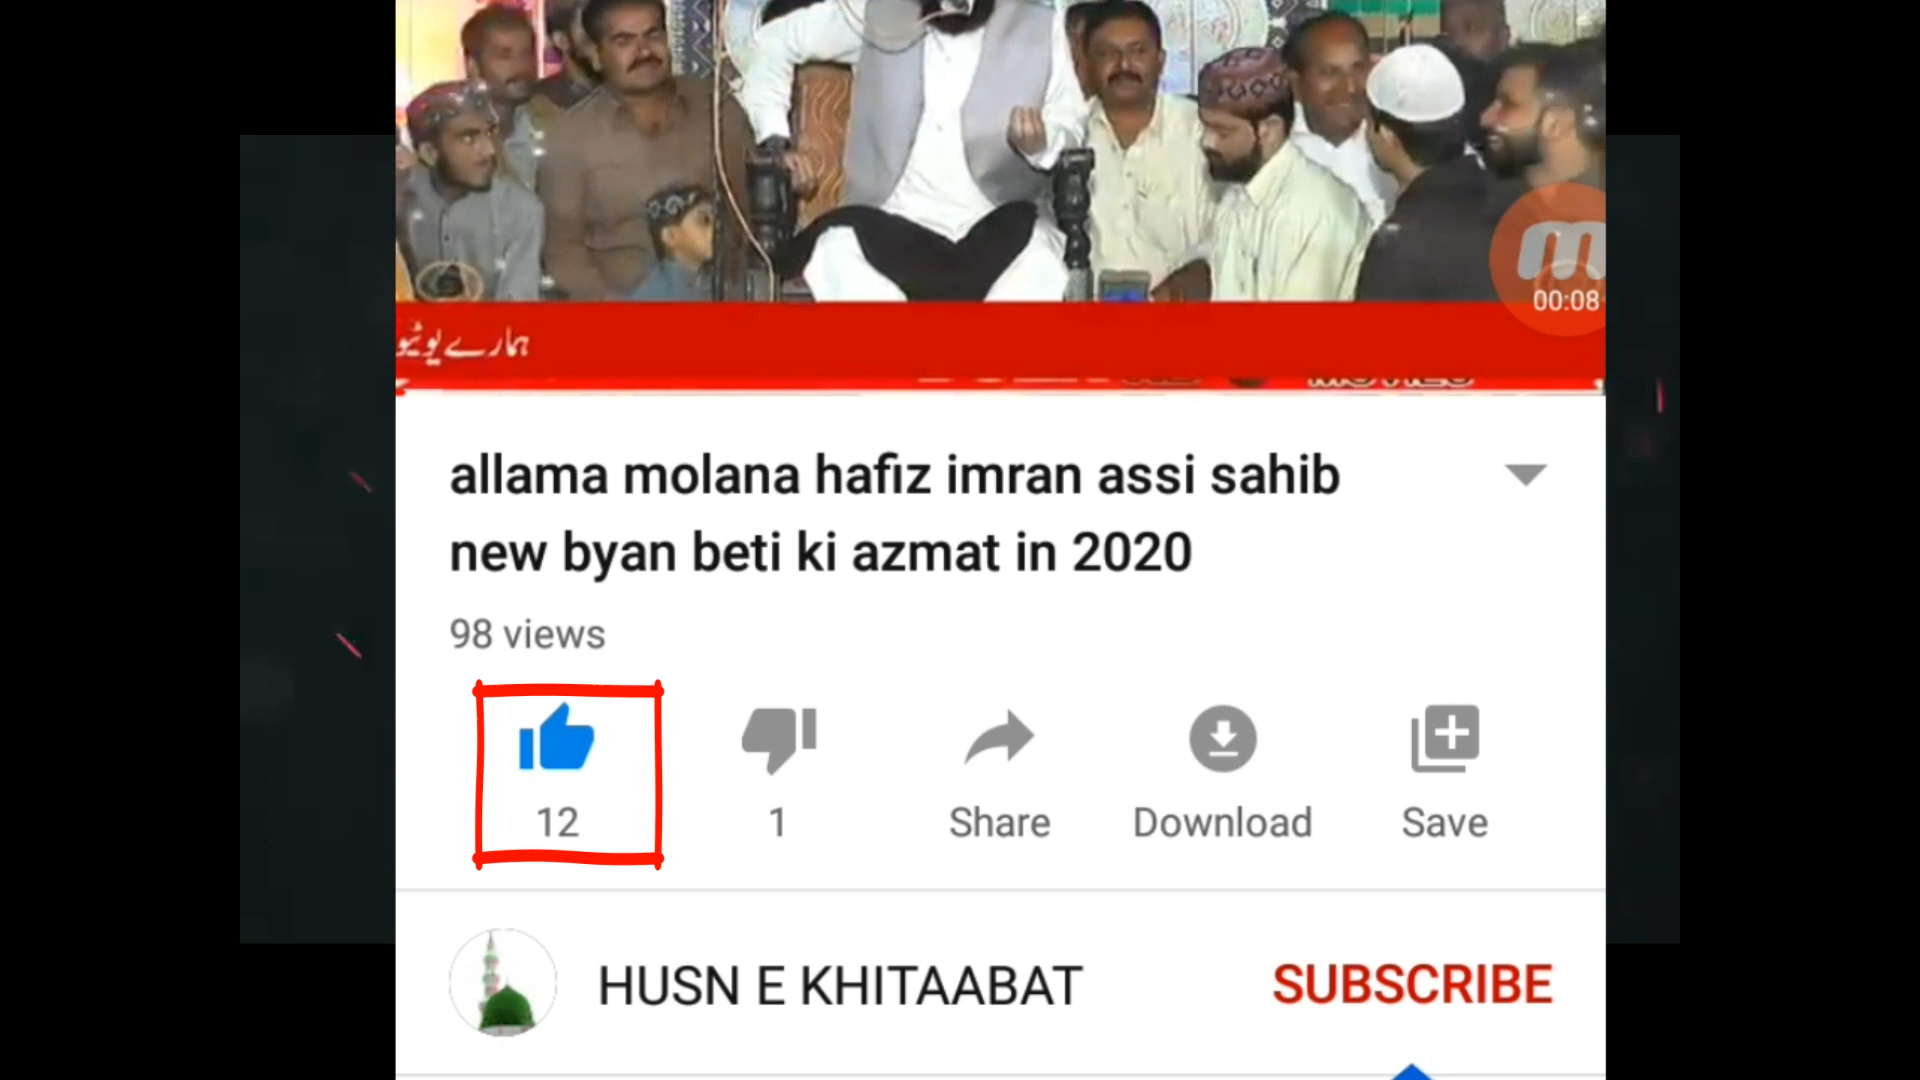 00:08
ہمارے یوٹیو
allama molana hafiz imran assi sahib
new byan beti ki azmat in 2020
98 views
12
1
Share
Download
Save
HUSN E KHITAABAT
SUBSCRIBE